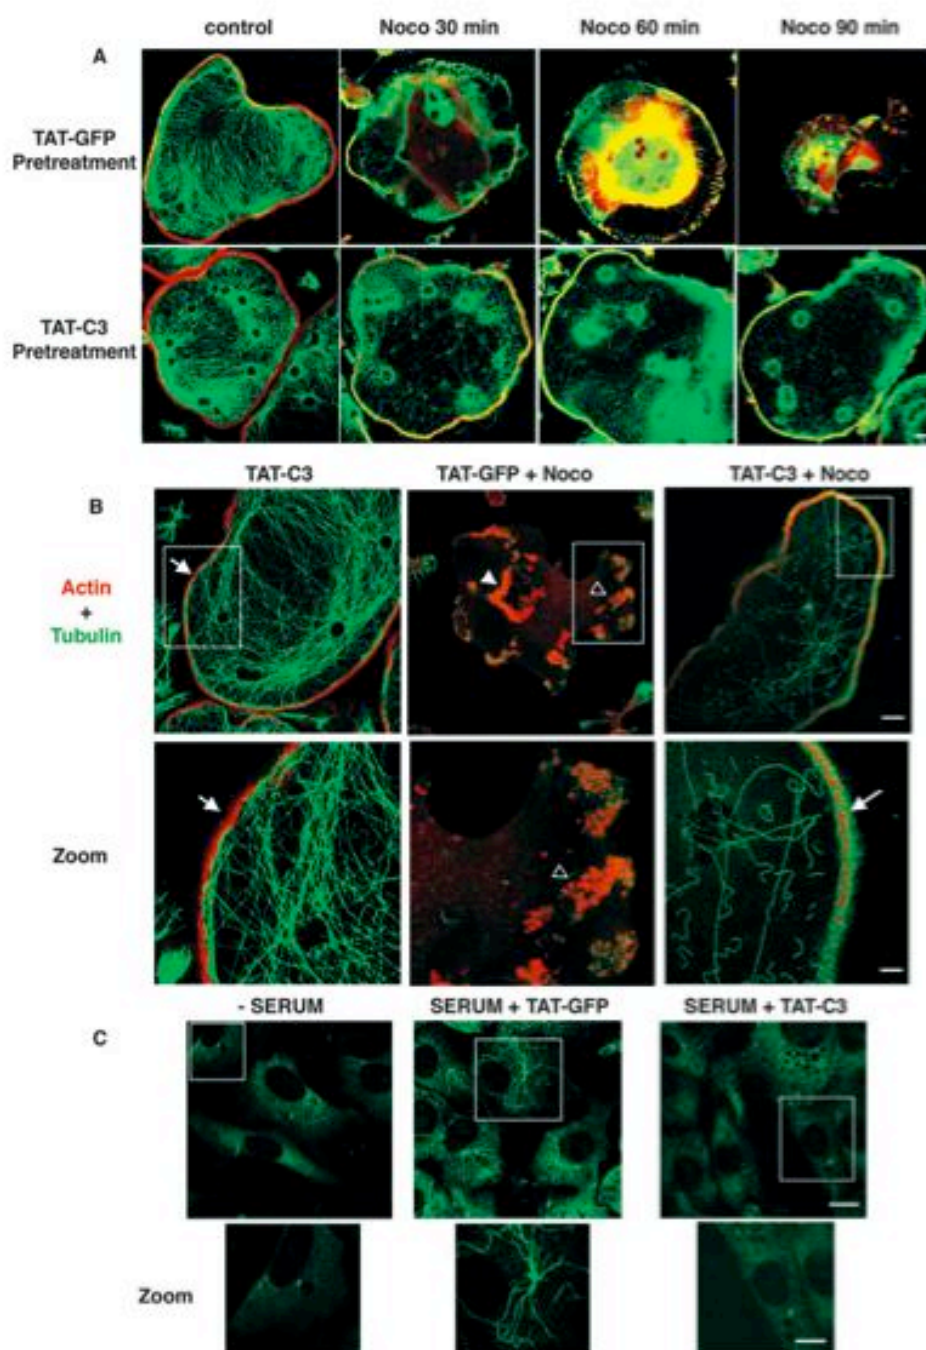 control Noco 30 min Noco 60 min Noco 90 min
A
TAT-GFP
Pretreatment
TAT-C3
Pretreatment
TAT-C3 TAT-GFP + Noco TAT-C3 + Noco
B
Actin
+
Tubulin
Zoom
- SERUM SERUM + TAT-GFP SERUM + TAT-C3
C
Zoom